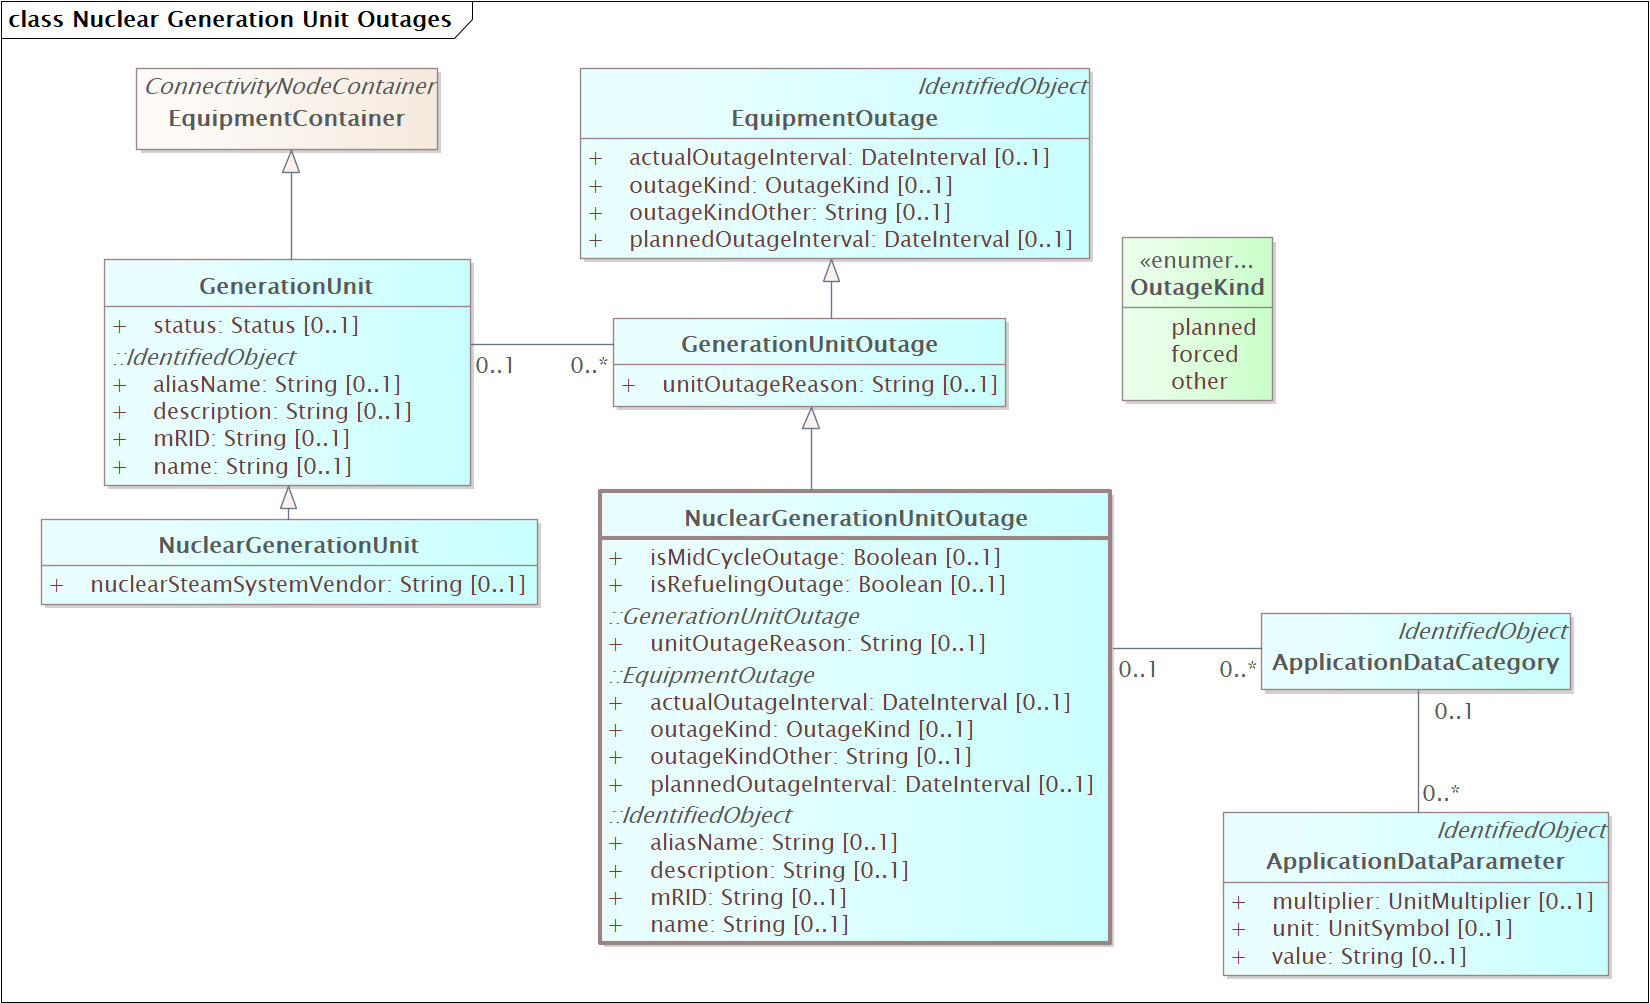 class Nuclear Generation Unit Outages
ConnectivityNodeContainer
EquipmentContainer
IdentifiedObject
EquipmentOutage
+ actualOutageInterval: DateInterval [0..1]
+ outageKind: OutageKind [0..1]
+ outageKindOther: String [0..1]
+ plannedOutageInterval: DateInterval [0..1]
«enumer...
OutageKind
planned
forced
other
GenerationUnit
+ status: Status [0..1]
::IdentifiedObject
+ aliasName: String [0..1]
+ description: String [0..1]
+ mRID: String [0..1]
+ name: String [0..1]
0..1
0..*
GenerationUnitOutage
+ unitOutageReason: String [0..1]
NuclearGenerationUnit
+ nuclearSteamSystemVendor: String [0..1]
NuclearGenerationUnitOutage
+ isMidCycleOutage: Boolean [0..1]
+ isRefuelingOutage: Boolean [0..1]
::GenerationUnitOutage
+ unitOutageReason: String [0..1]
::EquipmentOutage
+ actualOutageInterval: DateInterval [0..1]
+ outageKind: OutageKind [0..1]
+ outageKindOther: String [0..1]
+ plannedOutageInterval: DateInterval [0..1]
::IdentifiedObject
+ aliasName: String [0..1]
+ description: String [0..1]
+ mRID: String [0..1]
+ name: String [0..1]
0..1
0..*
IdentifiedObject
ApplicationDataCategory
0..1
0..*
IdentifiedObject
ApplicationDataParameter
+ multiplier: UnitMultiplier [0..1]
+ unit: UnitSymbol [0..1]
+ value: String [0..1]